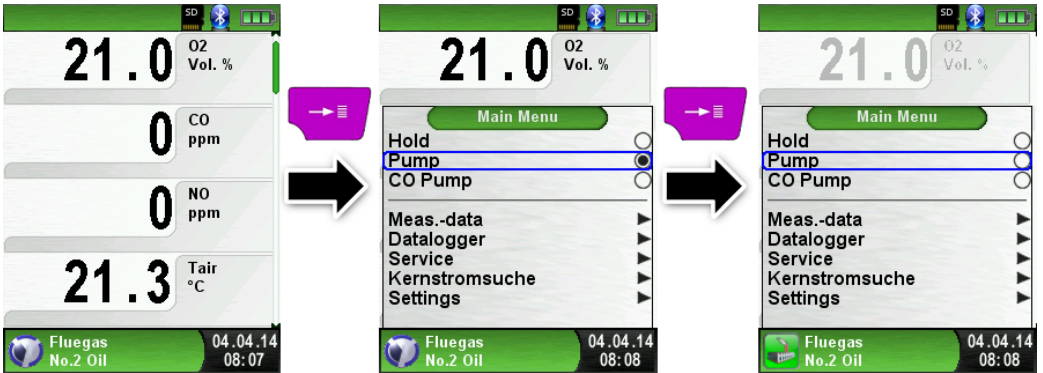 SD
21.0
O2
Vol. %
0
CO
ppm
0
NO
ppm
21.3
Tair
°C
Fluegas
No.2 Oil
04.04.14
08:07
SD
21.0
O2
Vol. %
Main Menu
Hold
Pump
CO Pump
Meas.-data
Datalogger
Service
Kernstromsuche
Settings
Fluegas
No.2 Oil
04.04.14
08:08
SD
21.0
O2
Vol. %
Main Menu
Hold
Pump
CO Pump
Meas.-data
Datalogger
Service
Kernstromsuche
Settings
Fluegas
No.2 Oil
04.04.14
08:08